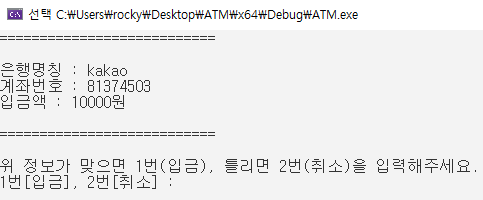 선택 C:₩Users₩rocky₩Desktop₩ATM₩x64₩Debug₩ATM.exe
===========================
은행명칭 : kakao
계좌번호 : 81374503
입금액 : 10000원
===========================
위 정보가 맞으면 1번(입금), 틀리면 2번(취소)을 입력해주세요.
1번[입금], 2번[취소] :